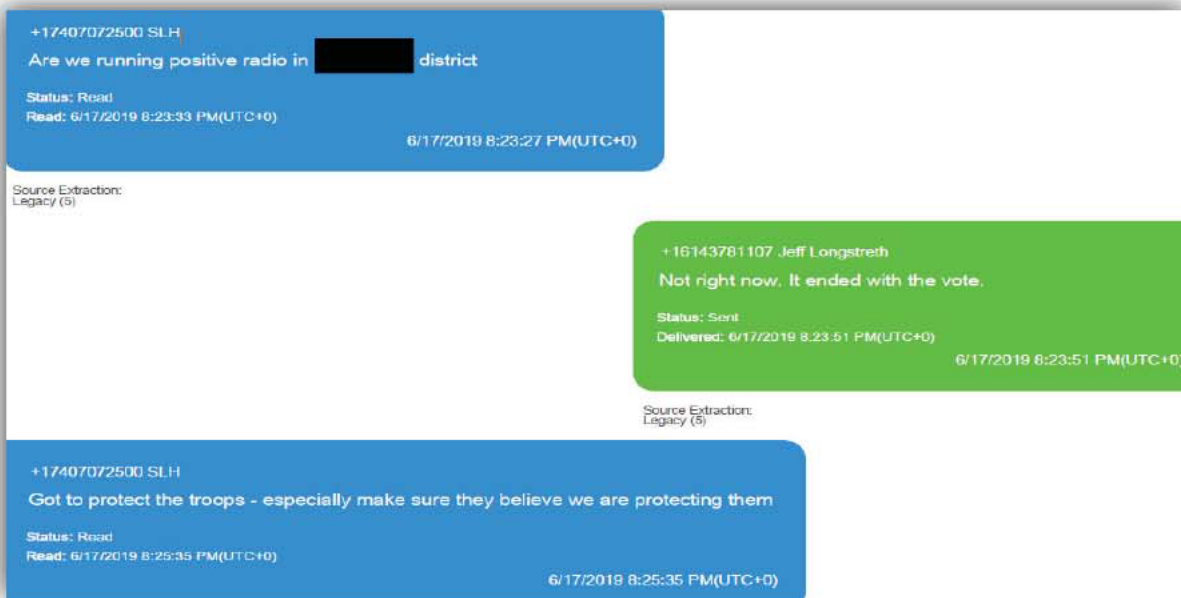 +17407072500 SLH
Are we running positive radio in district
Status: Read
Read: 6/17/2019 8:23:33 PM(UTC+0)
6/17/2019 8:23:27 PM(UTC+0)
Source Extraction:
Legacy (5)
+16143781107 Jeff Longstreth
Not right now. It ended with the vote.
Status: Sent
Delivered: 6/17/2019 8:23:51 PM(UTC+0)
6/17/2019 8:23:51 PM(UTC+0)
Source Extraction:
Legacy (5)
+17407072500 SLH
Got to protect the troops - especially make sure they believe we are protecting them
Status: Read
Read: 6/17/2019 8:25:35 PM(UTC+0)
6/17/2019 8:25:35 PM(UTC+0)